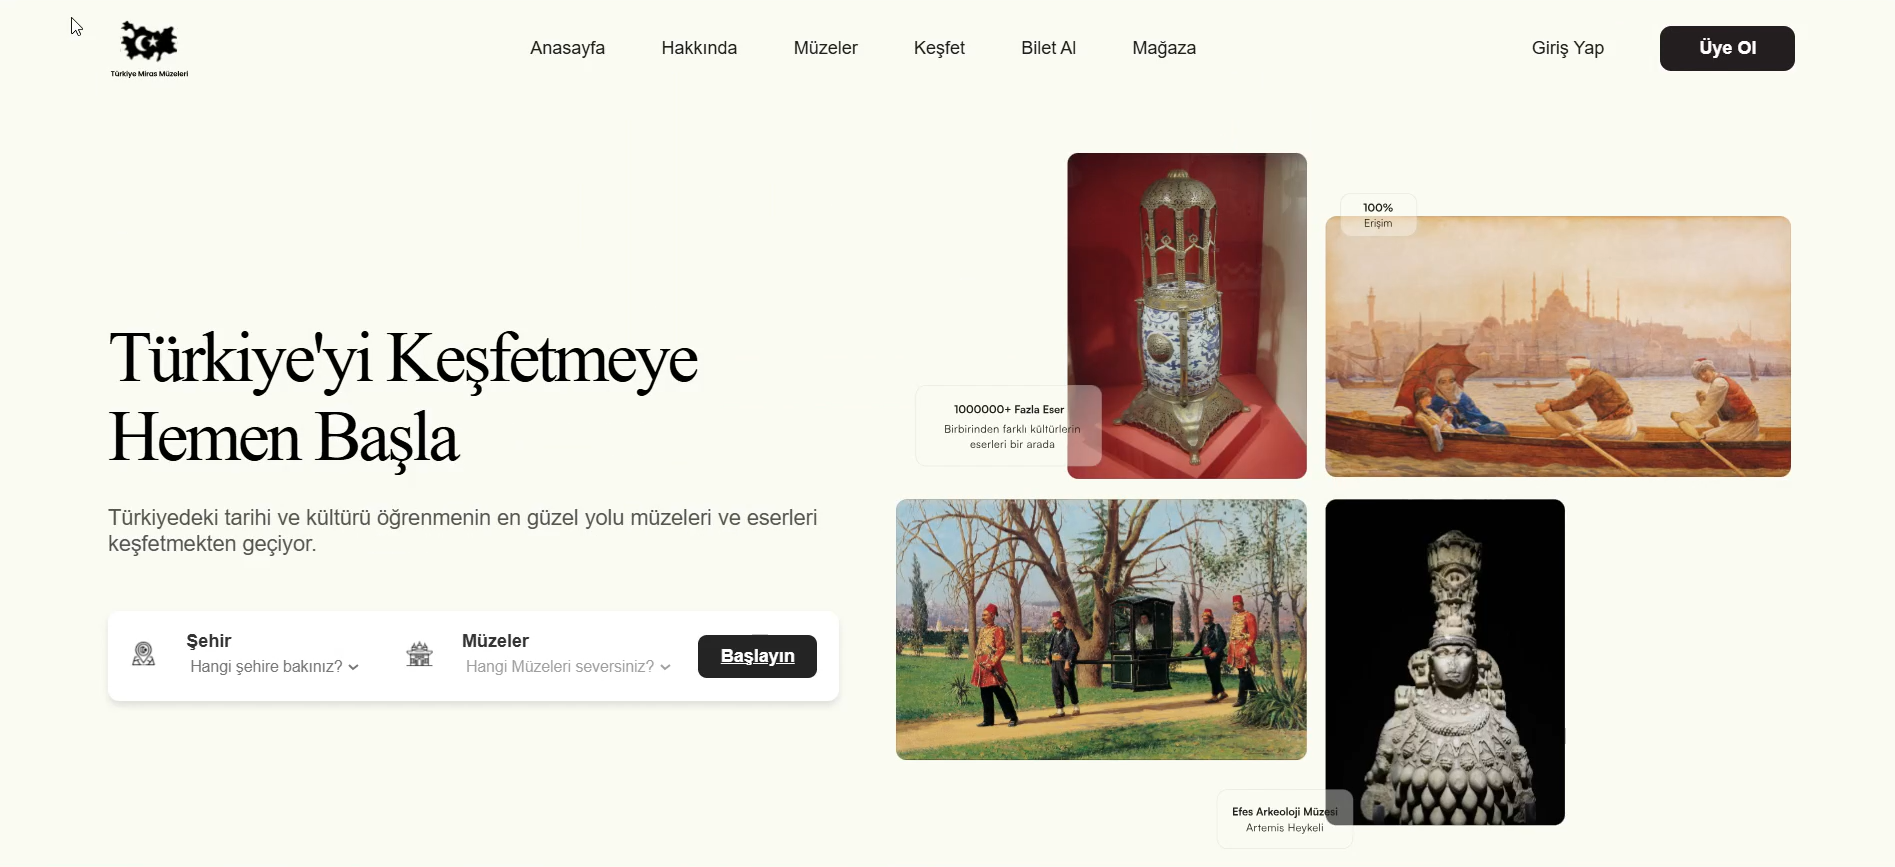 Türkiye Miras Müzeleri
Anasayfa
Hakkında
Müzeler
Keşfet
Bilet Al
Mağaza
Giriş Yap
Üye Ol
100%
Erişim
Türkiye'yi Keşfetmeye
Hemen Başla
1000000+ Fazla Eser
Birbirinden farklı kültürlerin
eserleri bir arada
Türkiyedeki tarihi ve kültürü öğrenmenin en güzel yolu müzeleri ve eserleri
keşfetmekten geçiyor.
Şehir
Hangi şehire bakınız?
Müzeler
Hangi Müzeleri seversiniz?
Başlayın
Efes Arkeoloji Müzesi
Artemis Heykeli